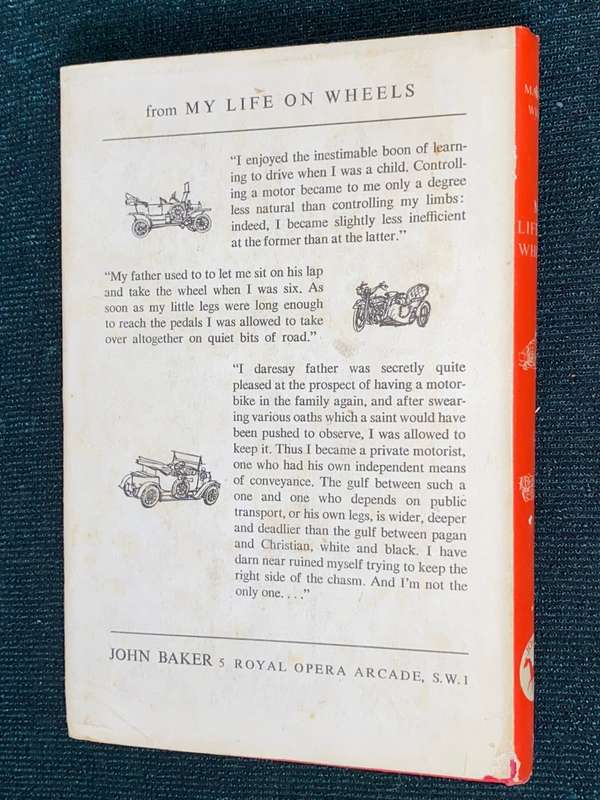 from MY LIFE ON WHEELS
“I enjoyed the inestimable boon of learn-
ing to drive when I was a child. Controll-
ing a motor became to me only a degree
less natural than controlling my limbs:
indeed, I became slightly less inefficient
at the former than at the latter.”
“My father used to to let me sit on his lap
and take the wheel when I was six. As
soon as my little legs were long enough
to reach the pedals I was allowed to take
over altogether on quiet bits of road.”
“I daresay father was secretly quite
pleased at the prospect of having a motor-
bike in the family again, and after swear-
ing various oaths which a saint would have
been pushed to observe, I was allowed to
keep it. Thus I became a private motorist,
one who had his own independent means
of conveyance. The gulf between such a
one and one who depends on public
transport, or his own legs, is wider, deeper
and deadlier than the gulf between pagan
and Christian, white and black. I have
darn near ruined myself trying to keep the
right side of the chasm. And I'm not the
only one. . . .”
JOHN BAKER 5 ROYAL OPERA ARCADE, S.W.1